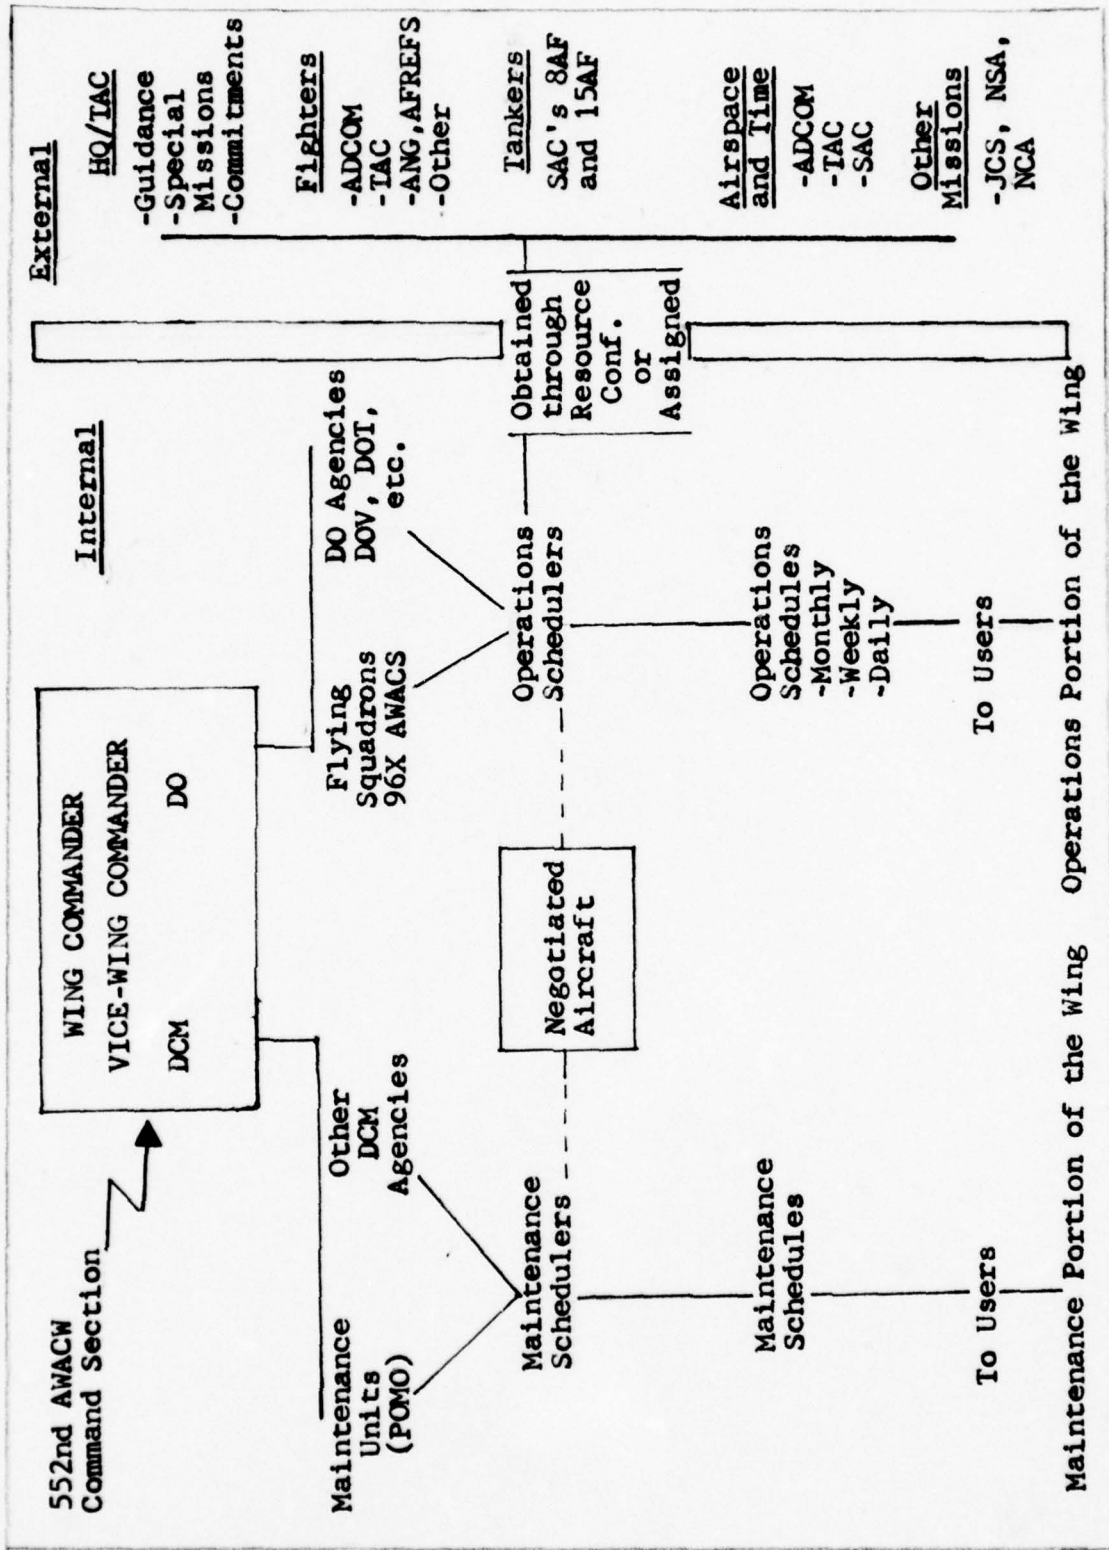 552nd AWACW
Command Section
WING COMMANDER
VICE-WING COMMANDER
DCM
DO
Internal
External
Maintenance
Units
(POMO)
Other
DCM
Agencies
Flying
Squadrons
96X AWACS
DO Agencies
DOV, DOT,
etc.
Maintenance
Schedulers
Negotiated
Aircraft
Operations
Schedulers
Obtained
through
Resource
Conf.
or
Assigned
Maintenance
Schedules
Operations
Schedules
-Monthly
-Weekly
-Daily
To Users
To Users
Maintenance Portion of the Wing
Operations Portion of the Wing
HQ/TAC
-Guidance
-Special
Missions
-Commitments
Fighters
-ADCOM
-TAC
-ANG,AFREFS
-Other
Tankers
SAC's 8AF
and 15AF
Airspace
and Time
-ADCOM
-TAC
-SAC
Other
Missions
-JCS, NSA,
NCA